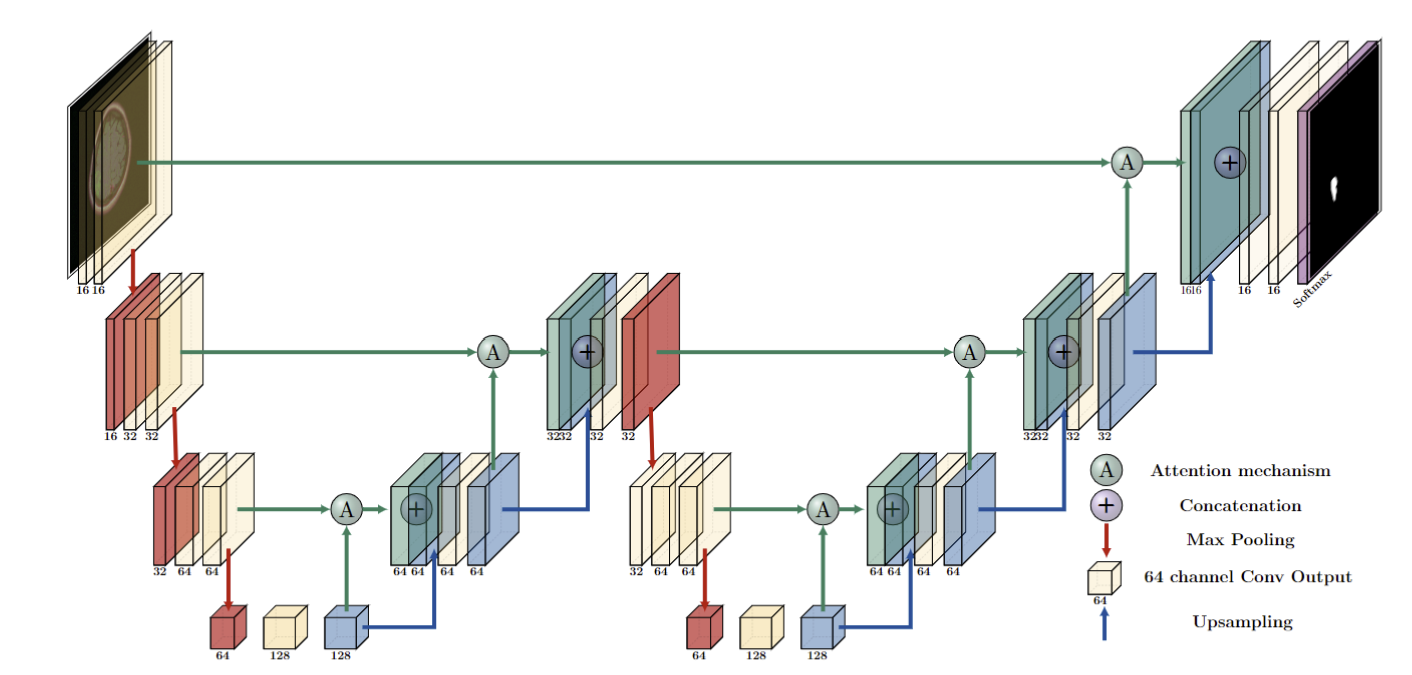 A
16 16
1616
16
16
Softmax
A
A
16 32 32
3232
32
32
3232
32
32
A
Attention mechanism
+
Concatenation
Max Pooling
64 channel Conv Output
64
Upsampling
A
A
32 64 64
64 64 64 64
32 64 64
64 64 64 64
64
128
128
64
128
128
+
+
+
+
+